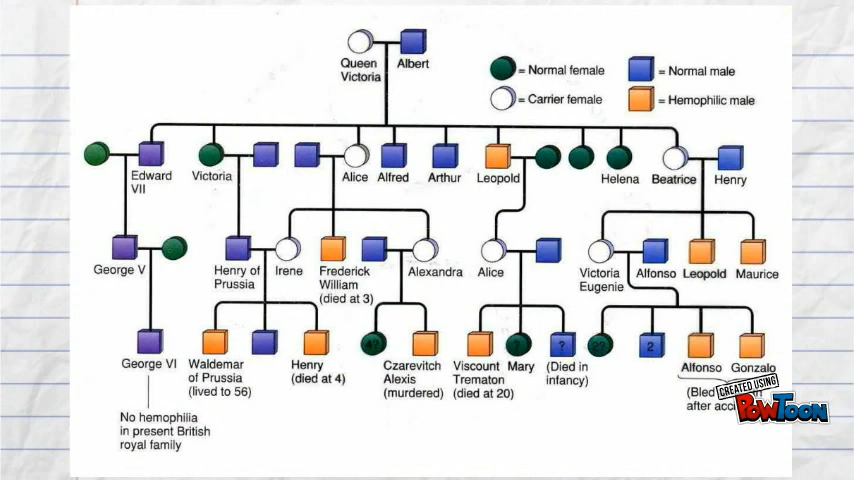 Queen
Victoria
Albert
= Normal female
= Normal male
= Carrier female
= Hemophilic male
Edward
VII
Victoria
Alice
Alfred
Arthur
Leopold
Helena
Beatrice
Henry
George V
Henry of
Prussia
Irene
Frederick
William
(died at 3)
Alexandra
Alice
Victoria
Eugenie
Alfonso
Leopold
Maurice
4?
?
?
2?
2
George VI
Waldemar
of Prussia
(lived to 56)
Henry
(died at 4)
Czarevitch
Alexis
(murdered)
Viscount
Trematon
(died at 20)
Mary
(Died in
infancy)
Alfonso
Gonzalo
(Bled
after
No hemophilia
in present British
royal family
CREATED USING
POWTOON